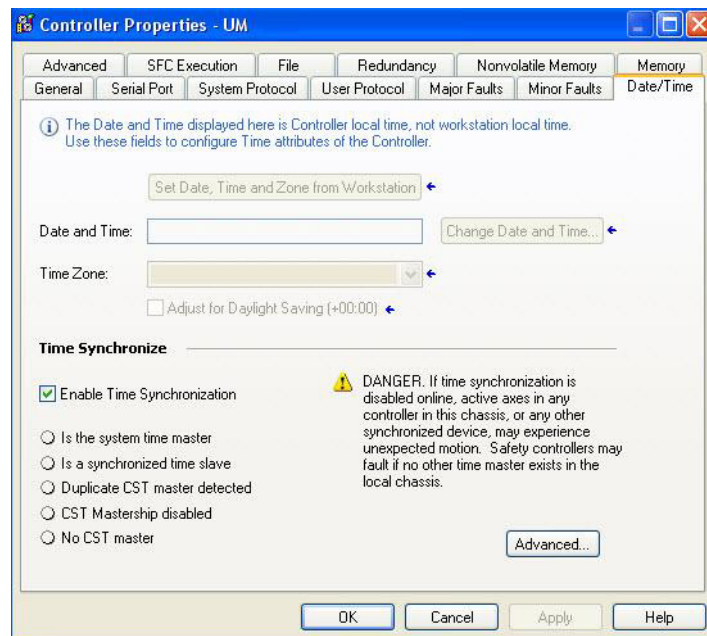 Controller Properties - UM
Advanced SFC Execution File Redundancy Nonvolatile Memory Memory
General Serial Port System Protocol User Protocol Major Faults Minor Faults Date/Time
The Date and Time displayed here is Controller local time, not workstation local time.
Use these fields to configure Time attributes of the Controller.
Set Date, Time and Zone from Workstation
Date and Time: Change Date and Time...
Time Zone:
Adjust for Daylight Saving (+00:00)
Time Synchronize
Enable Time Synchronization
Is the system time master
Is a synchronized time slave
Duplicate CST master detected
CST Mastership disabled
No CST master
DANGER. If time synchronization is
disabled online, active axes in any
controller in this chassis, or any other
synchronized device, may experience
unexpected motion. Safety controllers may
fault if no other time master exists in the
local chassis.
Advanced...
OK Cancel Apply Help